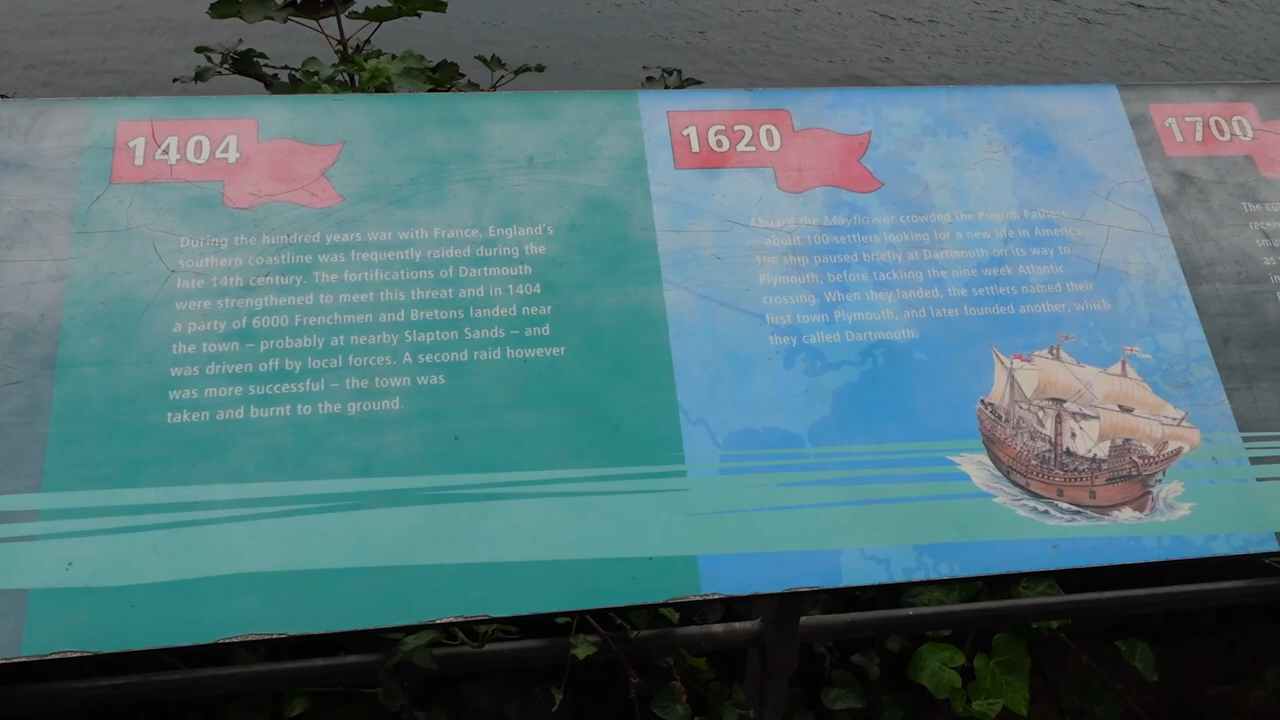 1404
During the hundred years war with France, England's
southern coastline was frequently raided during the
late 14th century. The fortifications of Dartmouth
were strengthened to meet this threat and in 1404
a party of 6000 Frenchmen and Bretons landed near
the town – probably at nearby Slapton Sands – and
was driven off by local forces. A second raid however
was more successful – the town was
taken and burnt to the ground.
1620
Aboard the Mayflower crowded the Pilgrim Fathers
about 100 settlers looking for a new life in America.
The ship paused briefly at Dartmouth on its way to
Plymouth, before tackling the nine week Atlantic
crossing. When they landed, the settlers named their
first town Plymouth, and later founded another, which
they called Dartmouth.
1700
The